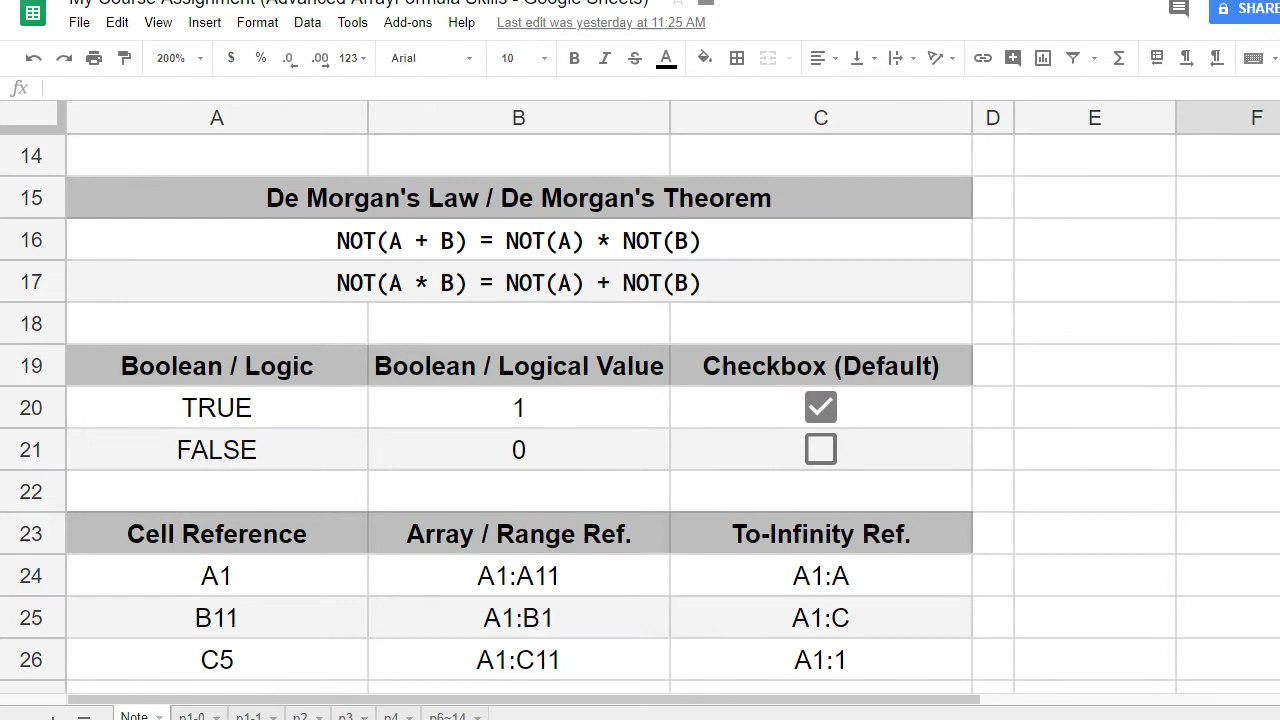 My Course Assignment (Advanced ArrayFormula Skills - Google Sheets)
SHARE
File Edit View Insert Format Data Tools Add-ons Help Last edit was yesterday at 11:25 AM
200% $ % .0 .00 123 Arial 10 B I S A Σ
fx
A B C D E F
14
15 De Morgan's Law / De Morgan's Theorem
16 NOT(A + B) = NOT(A) * NOT(B)
17 NOT(A * B) = NOT(A) + NOT(B)
18
19 Boolean / Logic Boolean / Logical Value Checkbox (Default)
20 TRUE 1
21 FALSE 0
22
23 Cell Reference Array / Range Ref. To-Infinity Ref.
24 A1 A1:A11 A1:A
25 B11 A1:B1 A1:C
26 C5 A1:C11 A1:1
Note p1-0 p1-1 p2 p3 p4 p6~14